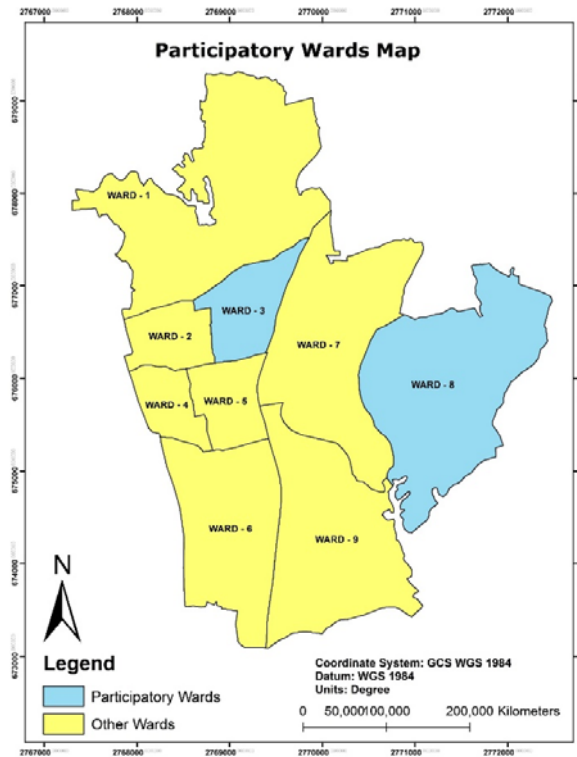 2767000 2768000 2769000 2770000 2771000 2772000
Participatory Wards Map
679000
678000
677000
676000
675000
674000
673000
WARD - 1
WARD - 3
WARD - 2
WARD - 7
WARD - 8
WARD - 4
WARD - 5
WARD - 6
WARD - 9
N
Legend
Participatory Wards
Other Wards
Coordinate System: GCS WGS 1984
Datum: WGS 1984
Units: Degree
0 50,000100,000 200,000 Kilometers
2767000 2768000 2769000 2770000 2771000 2772000